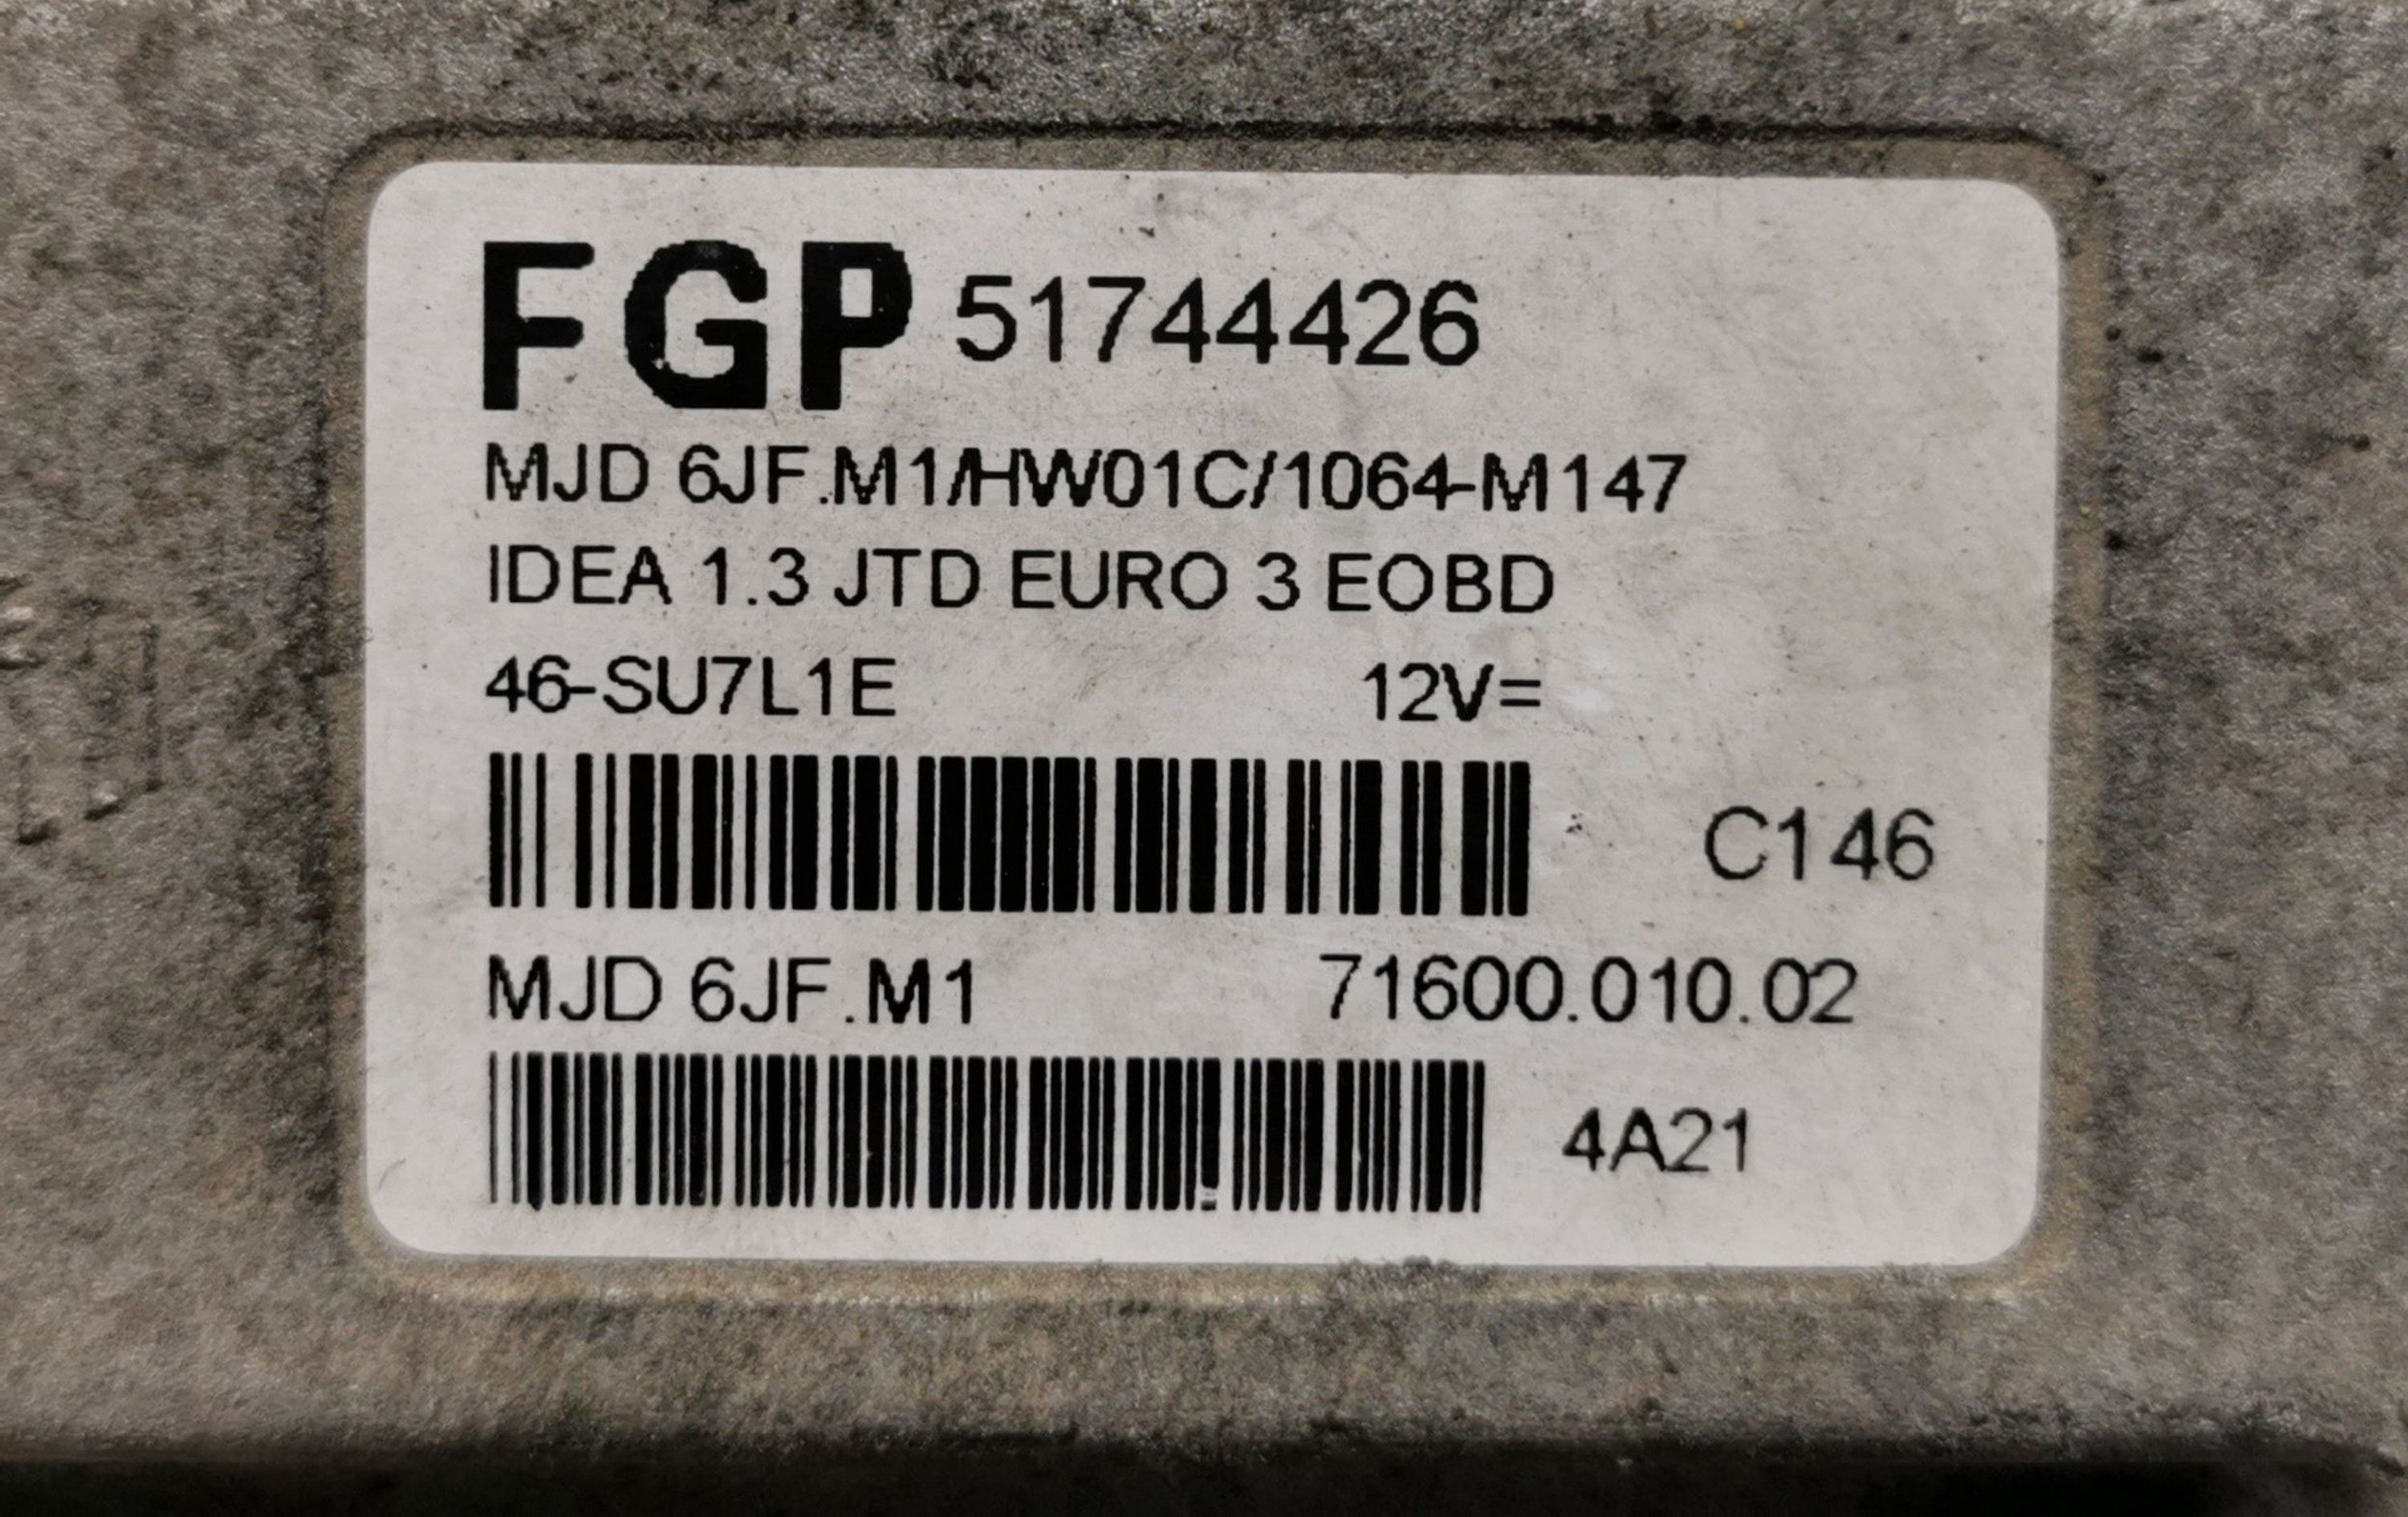 FGP 51744426
MJD 6JF.M1/HW01C/1064-M147
IDEA 1.3 JTD EURO 3 EOBD
46-SU7L1E 12V=
C146
MJD 6JF.M1 71600.010.02
4A21